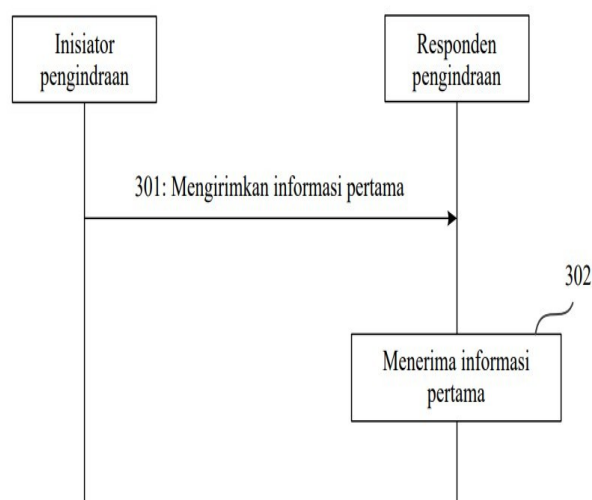 Inisiator
pengindraan
Responden
pengindraan
301: Mengirimkan informasi pertama
302
Menerima informasi
pertama